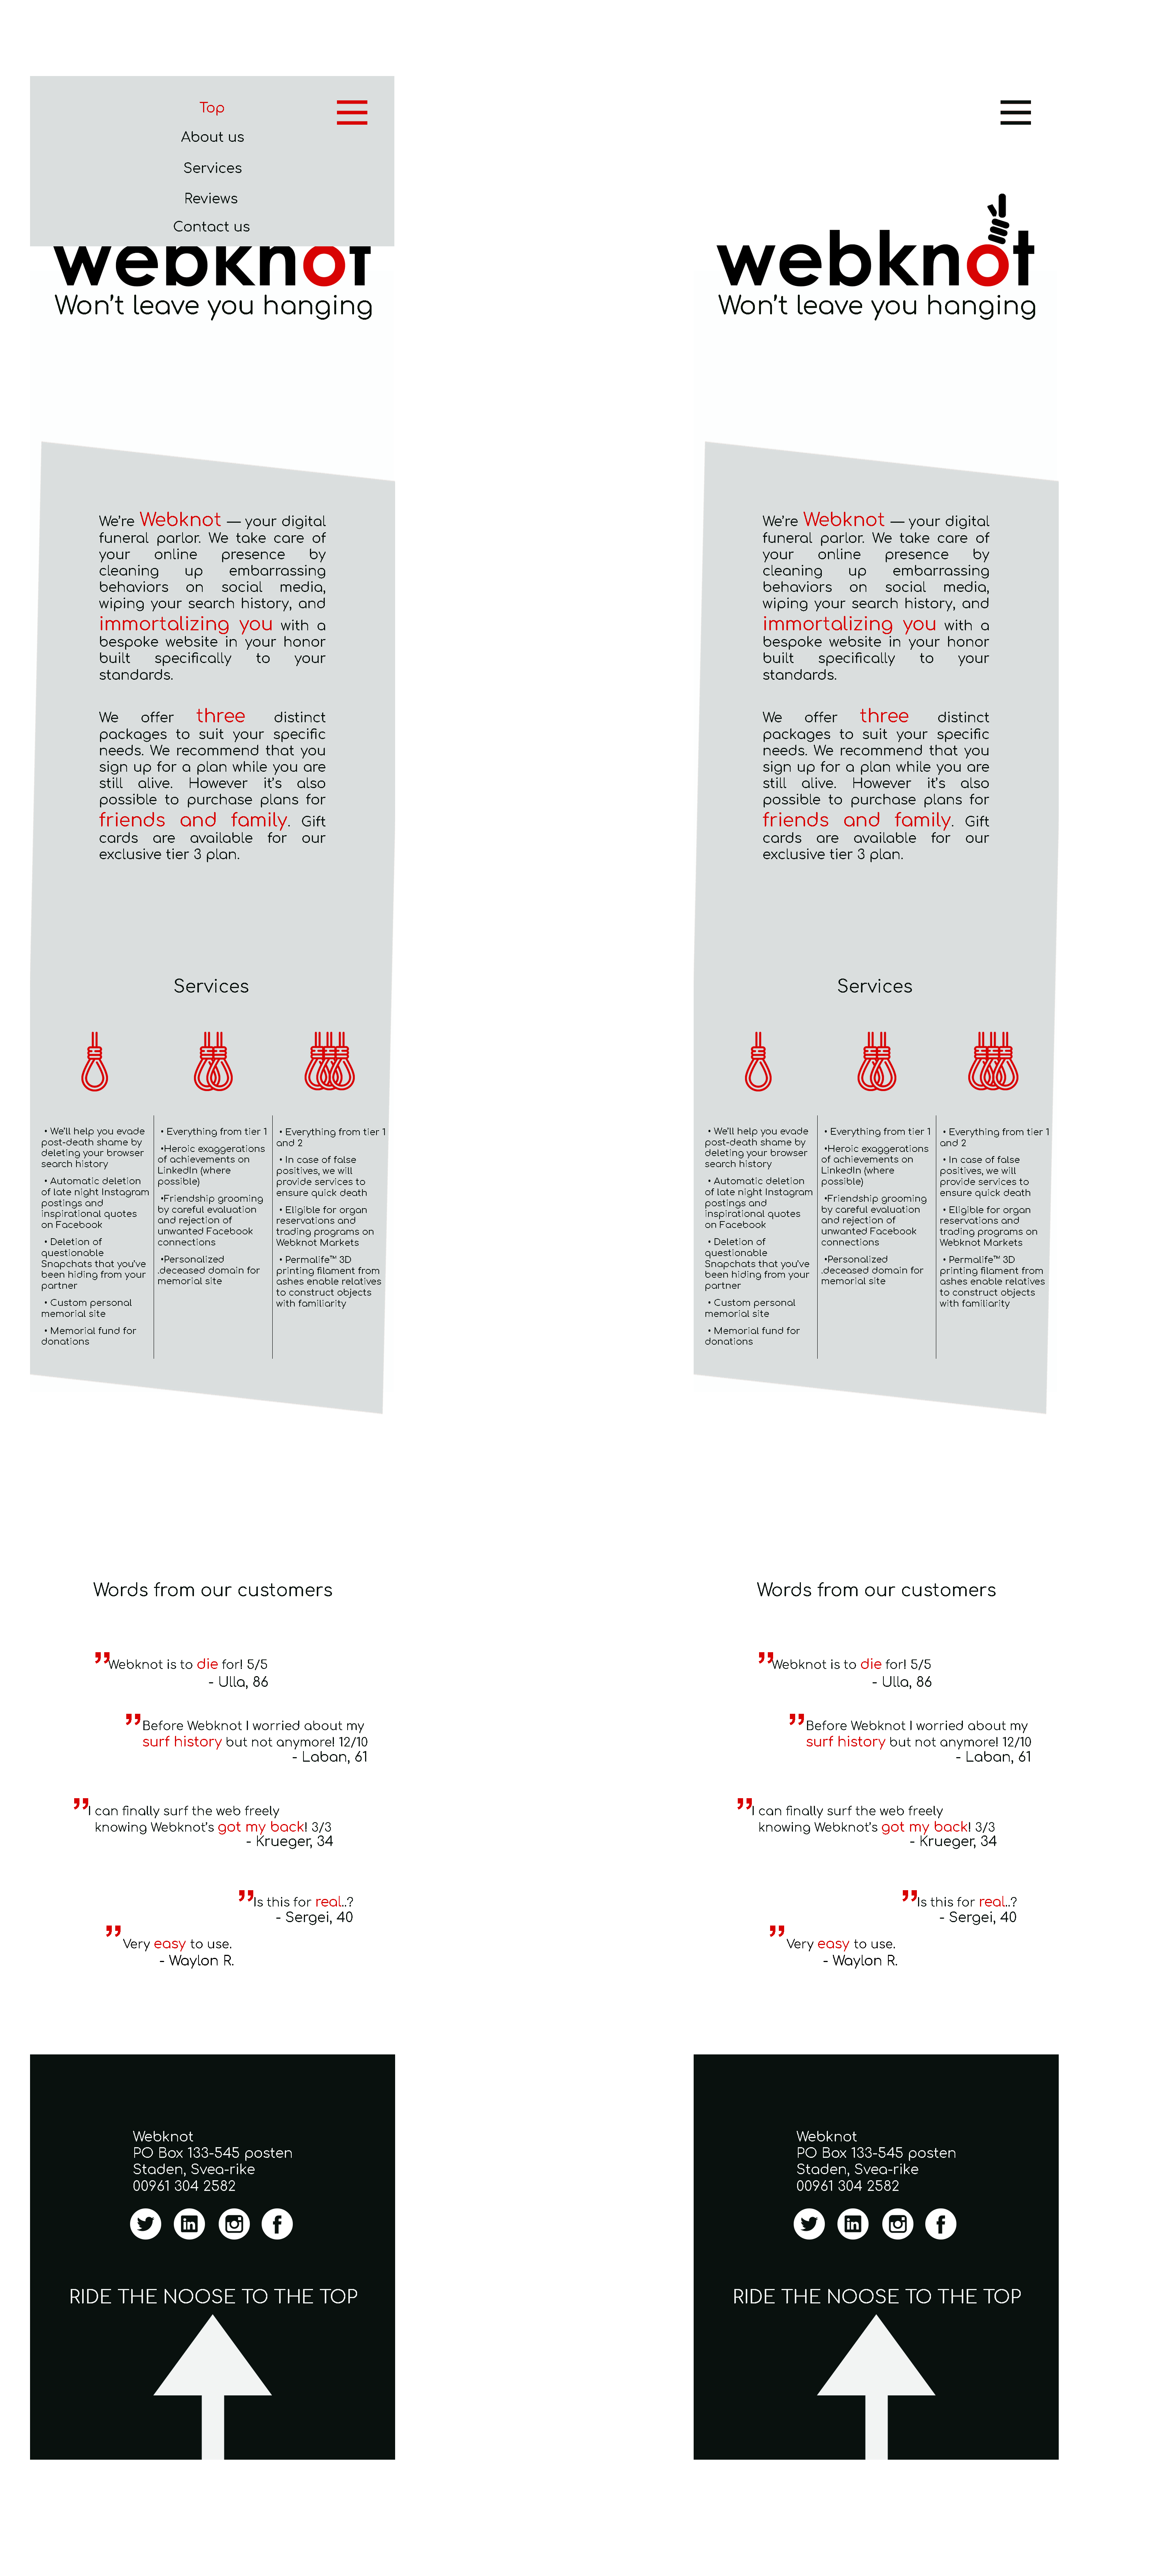 Top
About us
Services
Reviews
Contact us
webknot
Won't leave you hanging
We're Webknot — your digital
funeral parlor. We take care of
your online presence by
cleaning up embarrassing
behaviors on social media,
wiping your search history, and
immortalizing you with a
bespoke website in your honor
built specifically to your
standards.
We offer three distinct
packages to suit your specific
needs. We recommend that you
sign up for a plan while you are
still alive. However it's also
possible to purchase plans for
friends and family. Gift
cards are available for our
exclusive tier 3 plan.
Services
• We'll help you evade
post-death shame by
deleting your browser
search history
• Automatic deletion
of late night Instagram
postings and
inspirational quotes
on Facebook
• Deletion of
questionable
Snapchats that you've
been hiding from your
partner
• Custom personal
memorial site
• Memorial fund for
donations
• Everything from tier 1
•Heroic exaggerations
of achievements on
LinkedIn (where
possible)
•Friendship grooming
by careful evaluation
and rejection of
unwanted Facebook
connections
•Personalized
.deceased domain for
memorial site
• Everything from tier 1
and 2
• In case of false
positives, we will
provide services to
ensure quick death
• Eligible for organ
reservations and
trading programs on
Webknot Markets
• Permalife™ 3D
printing filament from
ashes enable relatives
to construct objects
with familiarity
Words from our customers
”Webknot is to die for! 5/5
- Ulla, 86
”Before Webknot I worried about my
surf history but not anymore! 12/10
- Laban, 61
”I can finally surf the web freely
knowing Webknot's got my back! 3/3
- Krueger, 34
”Is this for real..?
- Sergei, 40
”Very easy to use.
- Waylon R.
Webknot
PO Box 133-545 posten
Staden, Svea-rike
00961 304 2582
RIDE THE NOOSE TO THE TOP
webknot
Won't leave you hanging
We're Webknot — your digital
funeral parlor. We take care of
your online presence by
cleaning up embarrassing
behaviors on social media,
wiping your search history, and
immortalizing you with a
bespoke website in your honor
built specifically to your
standards.
We offer three distinct
packages to suit your specific
needs. We recommend that you
sign up for a plan while you are
still alive. However it's also
possible to purchase plans for
friends and family. Gift
cards are available for our
exclusive tier 3 plan.
Services
• We'll help you evade
post-death shame by
deleting your browser
search history
• Automatic deletion
of late night Instagram
postings and
inspirational quotes
on Facebook
• Deletion of
questionable
Snapchats that you've
been hiding from your
partner
• Custom personal
memorial site
• Memorial fund for
donations
• Everything from tier 1
•Heroic exaggerations
of achievements on
LinkedIn (where
possible)
•Friendship grooming
by careful evaluation
and rejection of
unwanted Facebook
connections
•Personalized
.deceased domain for
memorial site
• Everything from tier 1
and 2
• In case of false
positives, we will
provide services to
ensure quick death
• Eligible for organ
reservations and
trading programs on
Webknot Markets
• Permalife™ 3D
printing filament from
ashes enable relatives
to construct objects
with familiarity
Words from our customers
”Webknot is to die for! 5/5
- Ulla, 86
”Before Webknot I worried about my
surf history but not anymore! 12/10
- Laban, 61
”I can finally surf the web freely
knowing Webknot's got my back! 3/3
- Krueger, 34
”Is this for real..?
- Sergei, 40
”Very easy to use.
- Waylon R.
Webknot
PO Box 133-545 posten
Staden, Svea-rike
00961 304 2582
RIDE THE NOOSE TO THE TOP